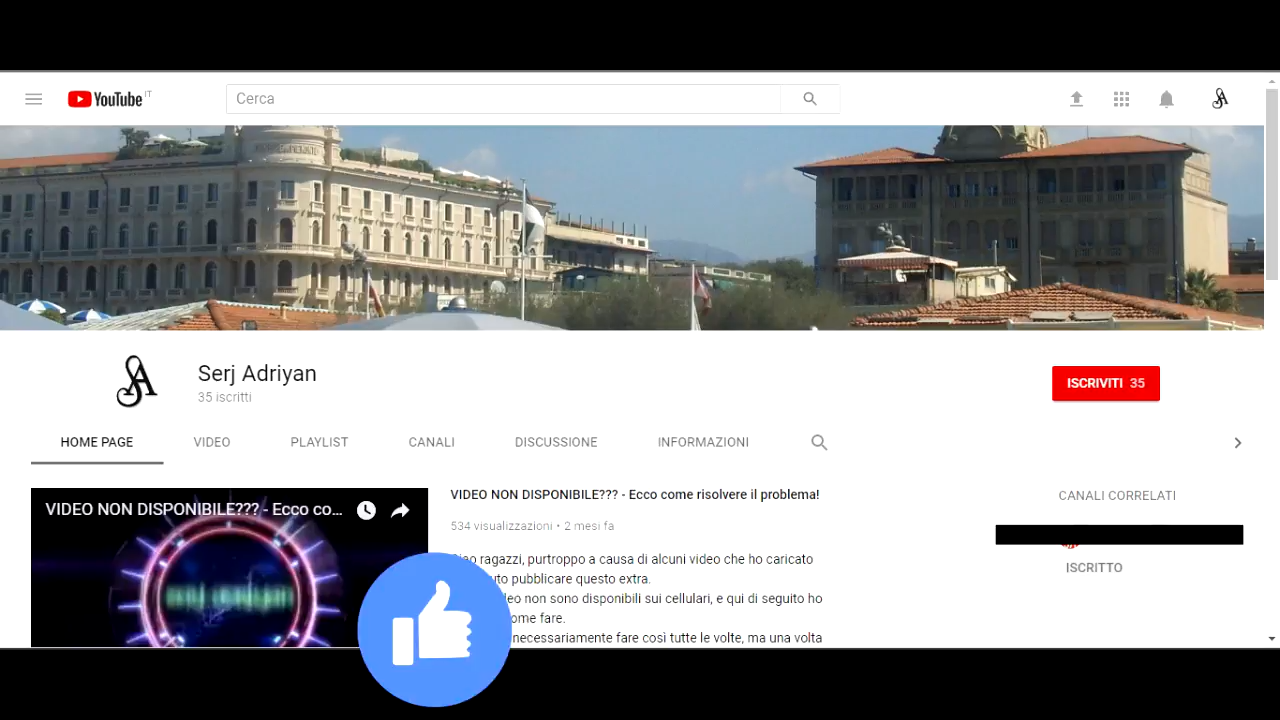 YouTube IT
Cerca
Serj Adriyan
35 iscritti
ISCRIVITI 35
HOME PAGE VIDEO PLAYLIST CANALI DISCUSSIONE INFORMAZIONI
VIDEO NON DISPONIBILE??? - Ecco co...
VIDEO NON DISPONIBILE??? - Ecco come risolvere il problema!
534 visualizzazioni • 2 mesi fa
ragazzi, purtroppo a causa di alcuni video che ho caricato
pubblicare questo extra.
non sono disponibili sui cellulari, e qui di seguito ho
ome fare.
necessariamente fare così tutte le volte, ma una volta
CANALI CORRELATI
ISCRITTO